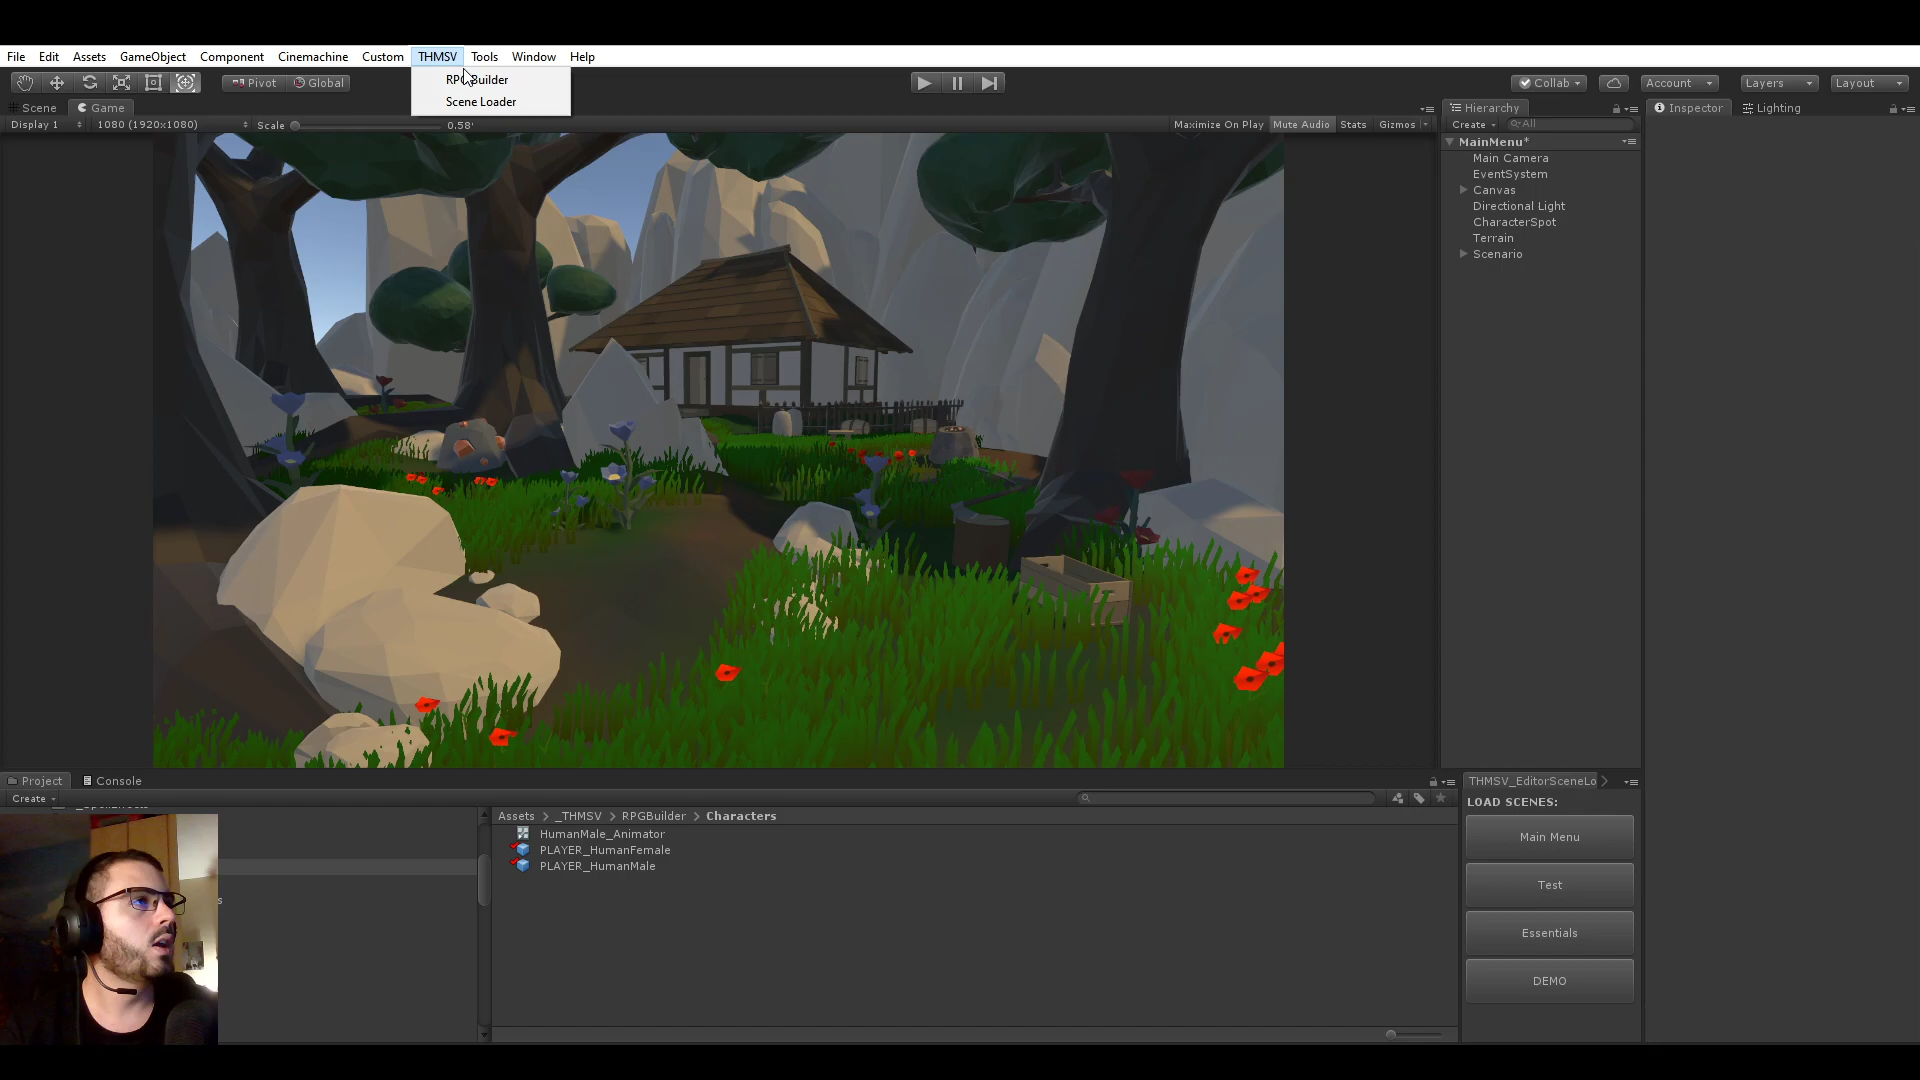 File Edit Assets GameObject Component Cinemachine Custom THMSV Tools Window Help
RPG Builder
Scene Loader
Pivot Global
Collab Account Layers Layout
Scene Game
Display 1 1080 (1920x1080) Scale 0.58
Maximize On Play Mute Audio Stats Gizmos
Hierarchy
Create All
MainMenu*
Main Camera
EventSystem
Canvas
Directional Light
CharacterSpot
Terrain
Scenario
Inspector Lighting
Project Console
Create
Assets > _THMSV > RPGBuilder > Characters
HumanMale_Animator
PLAYER_HumanFemale
PLAYER_HumanMale
THMSV_EditorSceneLo
LOAD SCENES:
Main Menu
Test
Essentials
DEMO